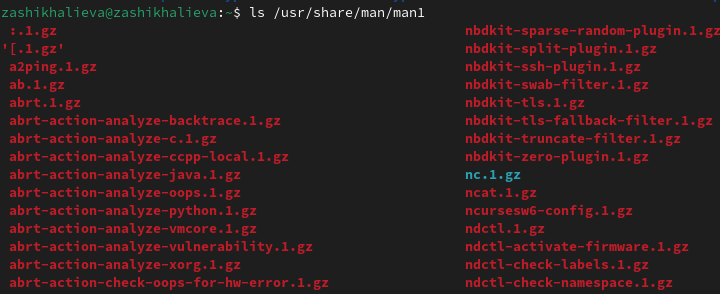 zashikhalieva@zashikhalieva:~$ ls /usr/share/man/man1
:.1.gz nbdkit-sparse-random-plugin.1.gz
'[.1.gz' nbdkit-split-plugin.1.gz
a2ping.1.gz nbdkit-ssh-plugin.1.gz
ab.1.gz nbdkit-swab-filter.1.gz
abrt.1.gz nbdkit-tls.1.gz
abrt-action-analyze-backtrace.1.gz nbdkit-tls-fallback-filter.1.gz
abrt-action-analyze-c.1.gz nbdkit-truncate-filter.1.gz
abrt-action-analyze-ccpp-local.1.gz nbdkit-zero-plugin.1.gz
abrt-action-analyze-java.1.gz nc.1.gz
abrt-action-analyze-oops.1.gz ncat.1.gz
abrt-action-analyze-python.1.gz ncursesw6-config.1.gz
abrt-action-analyze-vmcore.1.gz ndctl.1.gz
abrt-action-analyze-vulnerability.1.gz ndctl-activate-firmware.1.gz
abrt-action-analyze-xorg.1.gz ndctl-check-labels.1.gz
abrt-action-check-oops-for-hw-error.1.gz ndctl-check-namespace.1.gz